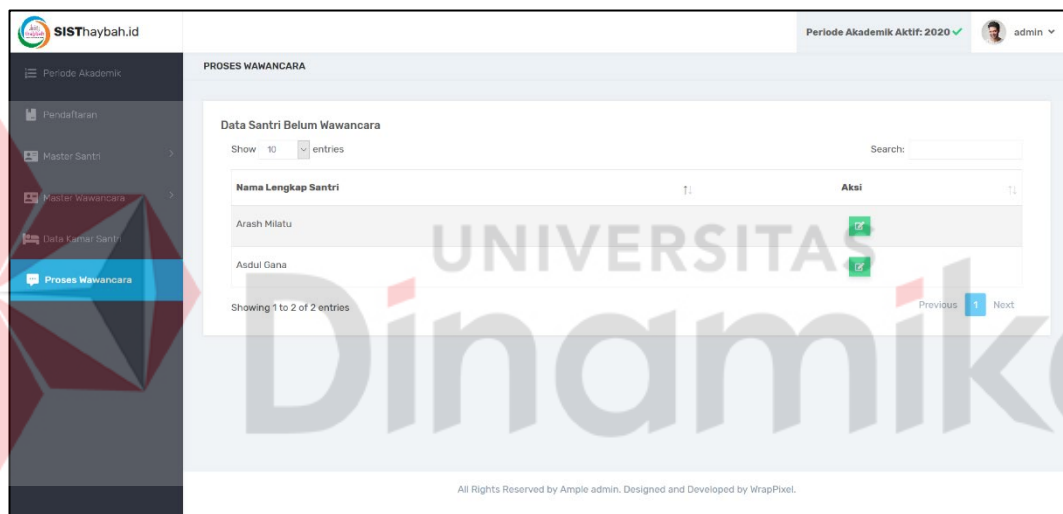 SISThaybah.id
Periode Akademik Aktif: 2020
admin
Periode Akademik
PROSES WAWANCARA
Pendaftaran
Master Santri
Master Wawancara
Data Kamar Santri
Proses Wawancara
Data Santri Belum Wawancara
Show 10 entries
Search:
Nama Lengkap Santri Aksi
Arash Milatu
Asdul Gana
Showing 1 to 2 of 2 entries
Previous 1 Next
UNIVERSITAS
Dinamika
All Rights Reserved by Ample admin. Designed and Developed by WrapPixel.